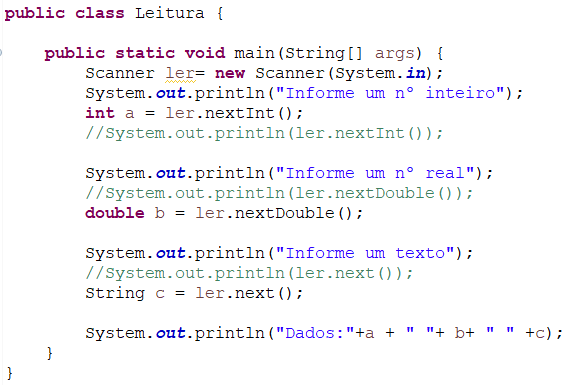 public class Leitura {
public static void main(String[] args) {
Scanner ler= new Scanner(System.in);
System.out.println("Informe um n° inteiro");
int a = ler.nextInt();
//System.out.println(ler.nextInt());
System.out.println("Informe um n° real");
//System.out.println(ler.nextDouble());
double b = ler.nextDouble();
System.out.println("Informe um texto");
//System.out.println(ler.next());
String c = ler.next();
System.out.println("Dados:"+a + " "+ b+ " " +c);
}
}